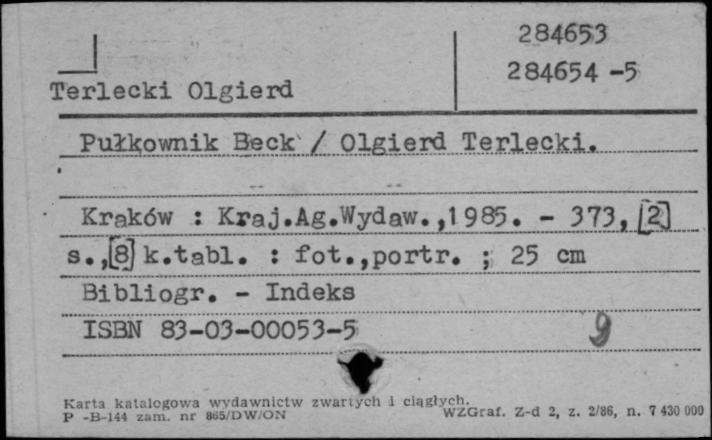 284653
284654 -5
Terlecki Olgierd
Pułkownik Beck / Olgierd Terlecki.
Kraków : Kraj.Ag.Wydaw.,1985. - 373, [2]
s.,[8] k.tabl. : fot.,portr. ; 25 cm
Bibliogr. - Indeks
ISBN 83-03-00053-5
9
Karta katalogowa wydawnictw zwartych i ciągłych.
P -B-144 zam. nr 865/DW/ON WZGraf. Z-d 2, z. 2/86, n. 7 430 000